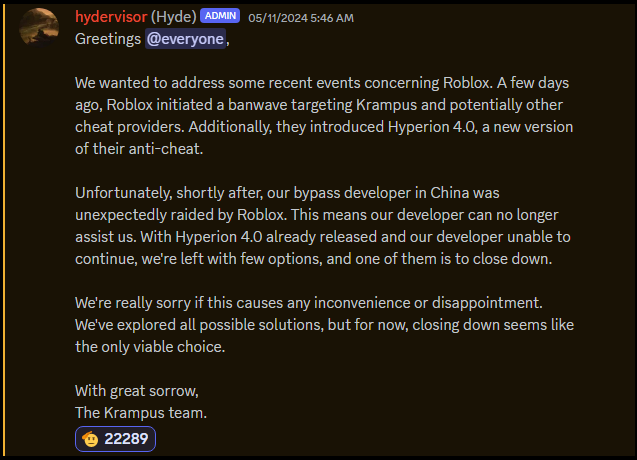 hydervisor (Hyde) ADMIN 05/11/2024 5:46 AM
Greetings @everyone,
We wanted to address some recent events concerning Roblox. A few days
ago, Roblox initiated a banwave targeting Krampus and potentially other
cheat providers. Additionally, they introduced Hyperion 4.0, a new version
of their anti-cheat.
Unfortunately, shortly after, our bypass developer in China was
unexpectedly raided by Roblox. This means our developer can no longer
assist us. With Hyperion 4.0 already released and our developer unable to
continue, we're left with few options, and one of them is to close down.
We're really sorry if this causes any inconvenience or disappointment.
We've explored all possible solutions, but for now, closing down seems like
the only viable choice.
With great sorrow,
The Krampus team.
22289